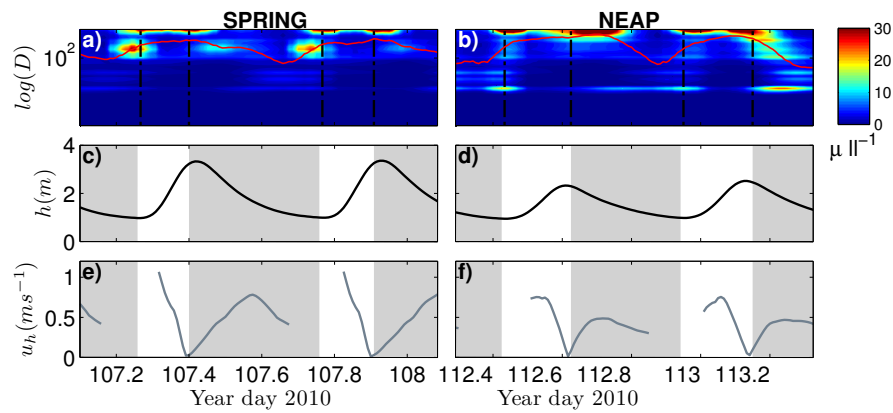 SPRING NEAP
a) b) 30
log(D) 10² 20
10
0
μ ll⁻¹
c) d)
4
h(m) 2
0
e) f)
1
u_h(ms⁻¹) 0.5
0
107.2 107.4 107.6 107.8 108 112.4 112.6 112.8 113 113.2
Year day 2010 Year day 2010